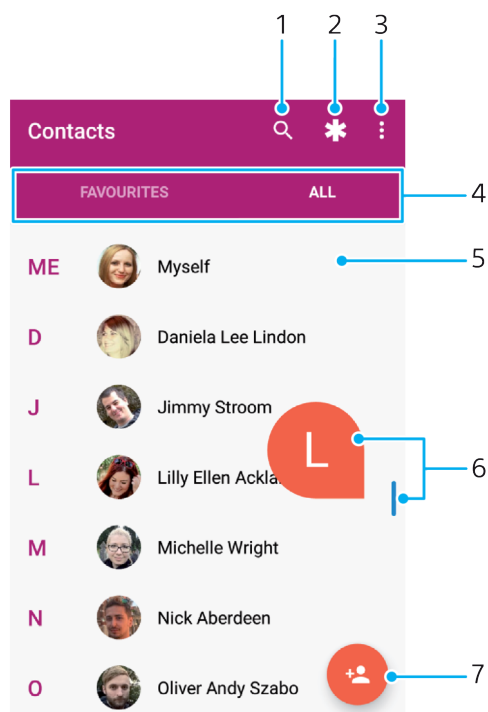 1 2 3
Contacts
FAVOURITES ALL
4
ME Myself
5
D Daniela Lee Lindon
J Jimmy Stroom
L
L Lilly Ellen Ackla
6
M Michelle Wright
N Nick Aberdeen
7
O Oliver Andy Szabo